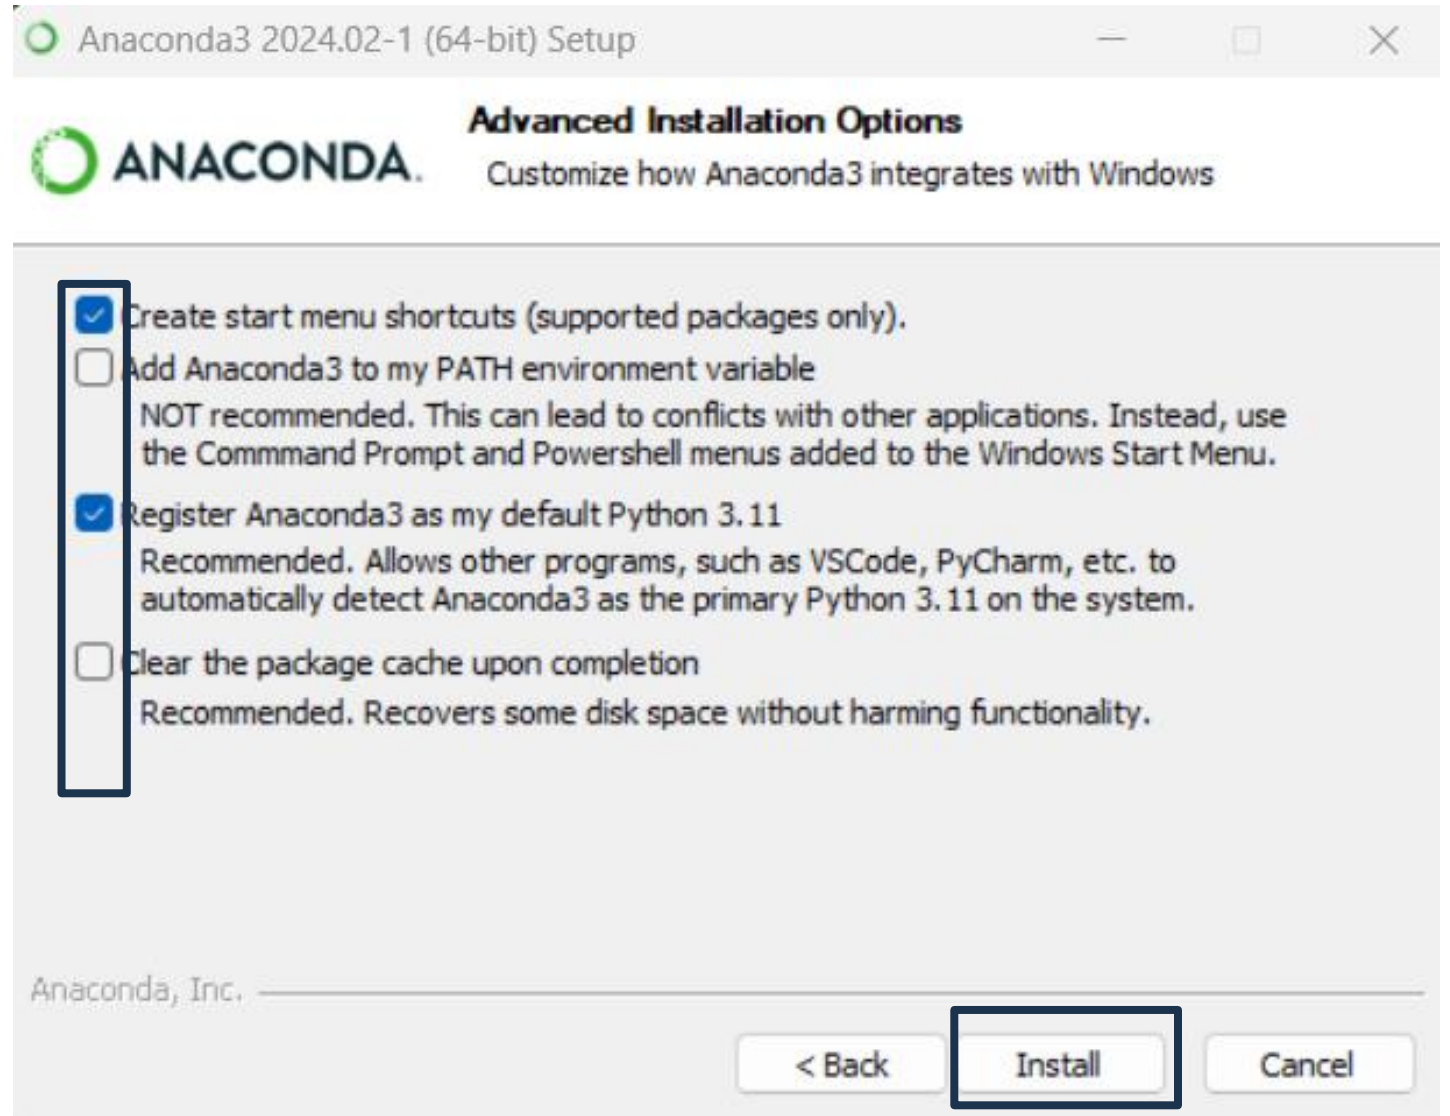 Anaconda3 2024.02-1 (64-bit) Setup
ANACONDA.
Advanced Installation Options
Customize how Anaconda3 integrates with Windows
Create start menu shortcuts (supported packages only).
Add Anaconda3 to my PATH environment variable
NOT recommended. This can lead to conflicts with other applications. Instead, use
the Commmand Prompt and Powershell menus added to the Windows Start Menu.
Register Anaconda3 as my default Python 3.11
Recommended. Allows other programs, such as VSCode, PyCharm, etc. to
automatically detect Anaconda3 as the primary Python 3.11 on the system.
Clear the package cache upon completion
Recommended. Recovers some disk space without harming functionality.
Anaconda, Inc.
< Back
Install
Cancel